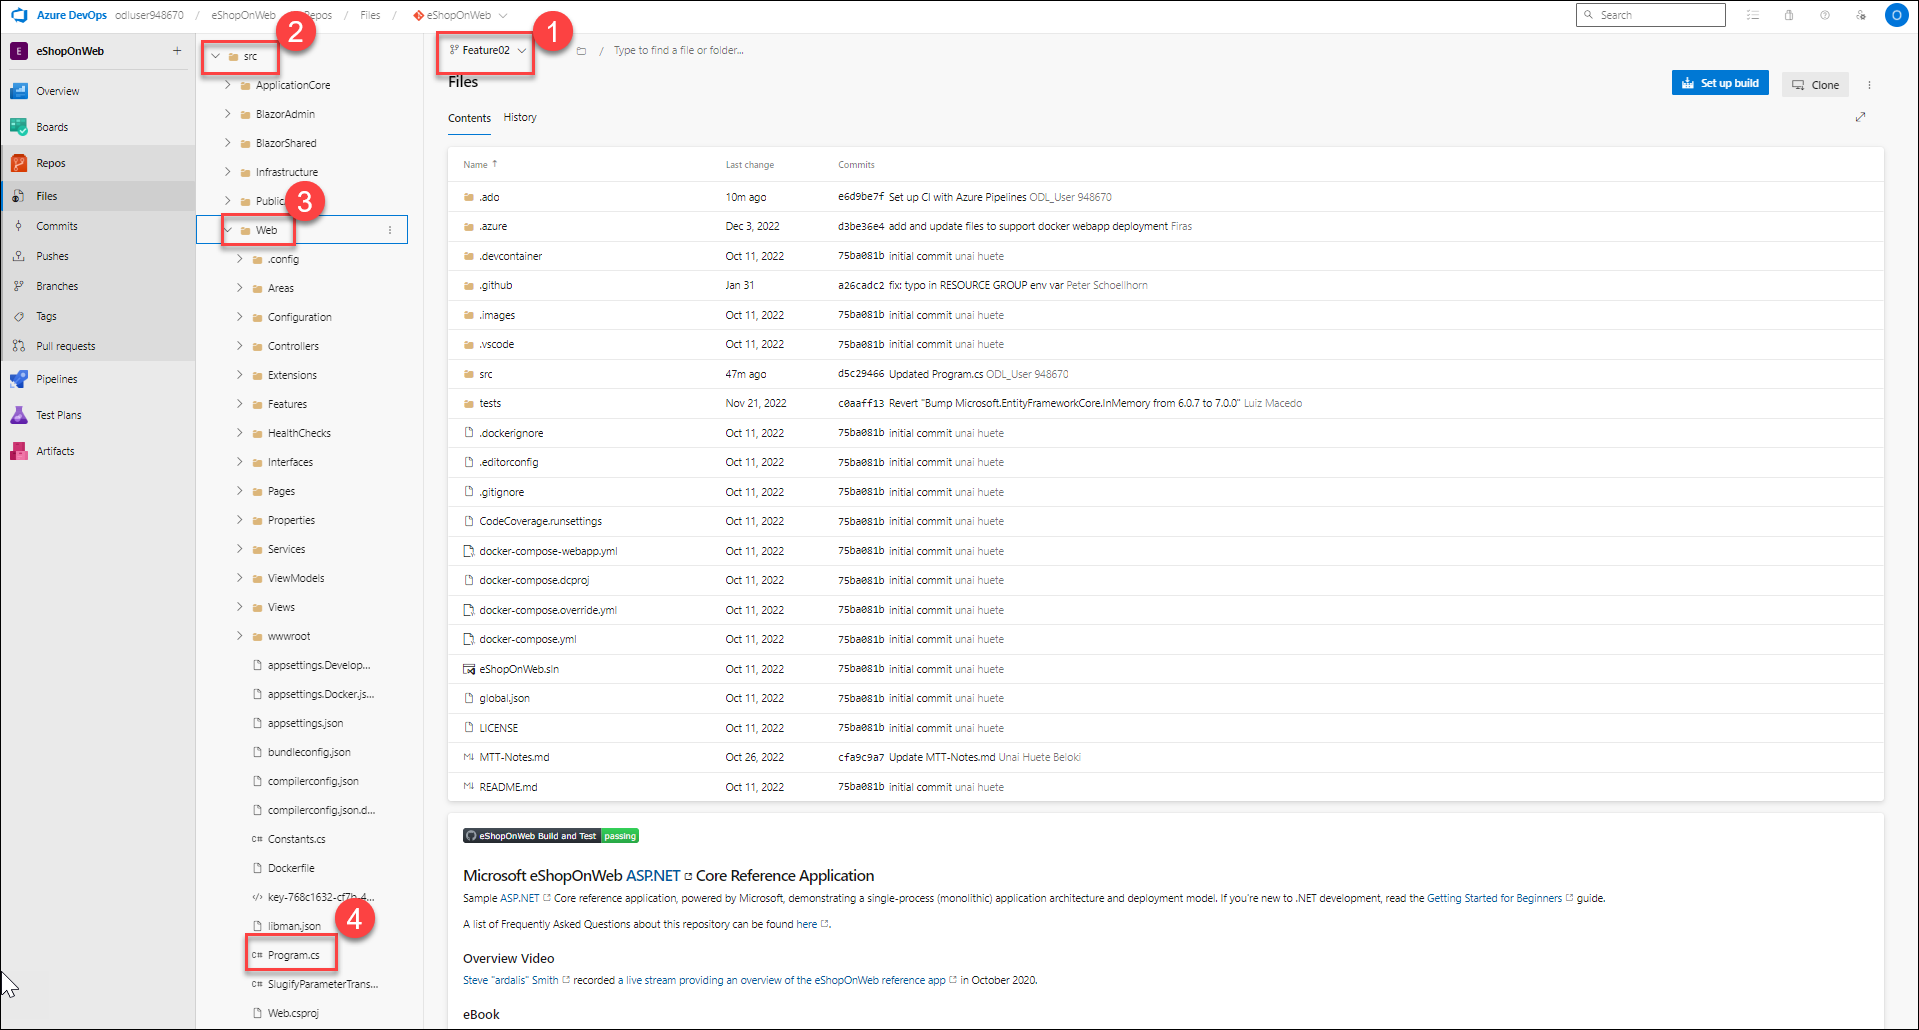 Azure DevOps odluser948670 / eShopOnWeb / Repos / Files / eShopOnWeb
Search
O
E eShopOnWeb +
Overview
Boards
Repos
Files
Commits
Pushes
Branches
Tags
Pull requests
Pipelines
Test Plans
Artifacts
2
src
ApplicationCore
BlazorAdmin
BlazorShared
Infrastructure
Public
3
Web
.config
Areas
Configuration
Controllers
Extensions
Features
HealthChecks
Interfaces
Pages
Properties
Services
ViewModels
Views
wwwroot
appsettings.Develop...
appsettings.Docker.js...
appsettings.json
bundleconfig.json
compilerconfig.json
compilerconfig.json.d...
C# Constants.cs
Dockerfile
</> key-768c1632-cf7b-4...
4
libman.json
C# Program.cs
C# SlugifyParameterTrans...
Web.csproj
Feature02
1
/ Type to find a file or folder...
Files
Set up build
Clone
Contents
History
Name ↑ Last change Commits
.ado 10m ago e6d9be7f Set up CI with Azure Pipelines ODL_User 948670
.azure Dec 3, 2022 d3be36e4 add and update files to support docker webapp deployment Firas
.devcontainer Oct 11, 2022 75ba081b initial commit unai huete
.github Jan 31 a26cadc2 fix: typo in RESOURCE GROUP env var Peter Schoellhorn
.images Oct 11, 2022 75ba081b initial commit unai huete
.vscode Oct 11, 2022 75ba081b initial commit unai huete
src 47m ago d5c29466 Updated Program.cs ODL_User 948670
tests Nov 21, 2022 c0aaff13 Revert "Bump Microsoft.EntityFrameworkCore.InMemory from 6.0.7 to 7.0.0" Luiz Macedo
.dockerignore Oct 11, 2022 75ba081b initial commit unai huete
.editorconfig Oct 11, 2022 75ba081b initial commit unai huete
.gitignore Oct 11, 2022 75ba081b initial commit unai huete
CodeCoverage.runsettings Oct 11, 2022 75ba081b initial commit unai huete
docker-compose-webapp.yml Oct 11, 2022 75ba081b initial commit unai huete
docker-compose.dcproj Oct 11, 2022 75ba081b initial commit unai huete
docker-compose.override.yml Oct 11, 2022 75ba081b initial commit unai huete
docker-compose.yml Oct 11, 2022 75ba081b initial commit unai huete
eShopOnWeb.sln Oct 11, 2022 75ba081b initial commit unai huete
global.json Oct 11, 2022 75ba081b initial commit unai huete
LICENSE Oct 11, 2022 75ba081b initial commit unai huete
M↓ MTT-Notes.md Oct 26, 2022 cfa9c9a7 Update MTT-Notes.md Unai Huete Beloki
M↓ README.md Oct 11, 2022 75ba081b initial commit unai huete
eShopOnWeb Build and Test passing
Microsoft eShopOnWeb ASP.NET Core Reference Application
Sample ASP.NET Core reference application, powered by Microsoft, demonstrating a single-process (monolithic) application architecture and deployment model. If you're new to .NET development, read the Getting Started for Beginners guide.
A list of Frequently Asked Questions about this repository can be found here.
Overview Video
Steve "ardalis" Smith recorded a live stream providing an overview of the eShopOnWeb reference app in October 2020.
eBook